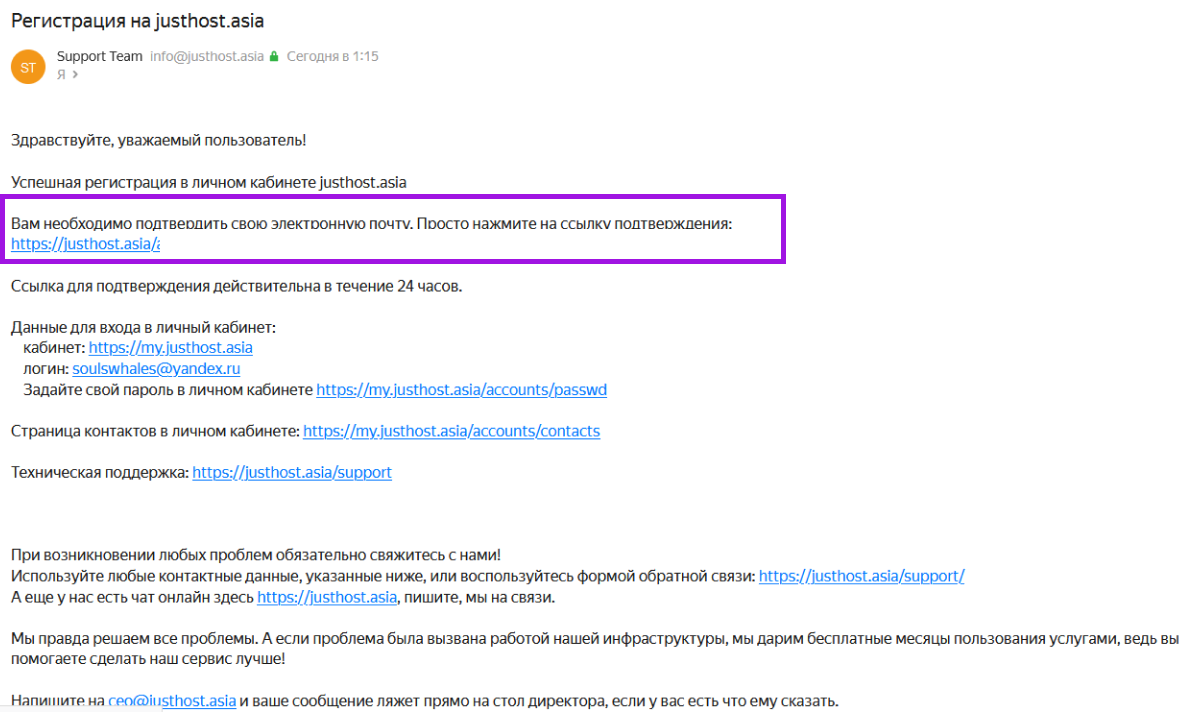 Регистрация на justhost.asia
ST
Support Team info@justhost.asia Сегодня в 1:15
Я >
Здравствуйте, уважаемый пользователь!
Успешная регистрация в личном кабинете justhost.asia
Вам необходимо подтвердить свою электронную почту. Просто нажмите на ссылку подтверждения:
https://justhost.asia/a
Ссылка для подтверждения действительна в течение 24 часов.
Данные для входа в личный кабинет:
кабинет: https://my.justhost.asia
логин: soulswhales@yandex.ru
Задайте свой пароль в личном кабинете https://my.justhost.asia/accounts/passwd
Страница контактов в личном кабинете: https://my.justhost.asia/accounts/contacts
Техническая поддержка: https://justhost.asia/support
При возникновении любых проблем обязательно свяжитесь с нами!
Используйте любые контактные данные, указанные ниже, или воспользуйтесь формой обратной связи: https://justhost.asia/support/
А еще у нас есть чат онлайн здесь https://justhost.asia, пишите, мы на связи.
Мы правда решаем все проблемы. А если проблема была вызвана работой нашей инфраструктуры, мы дарим бесплатные месяцы пользования услугами, ведь вы
помогаете сделать наш сервис лучше!
Напишите на ceo@justhost.asia и ваше сообщение ляжет прямо на стол директора, если у вас есть что ему сказать.